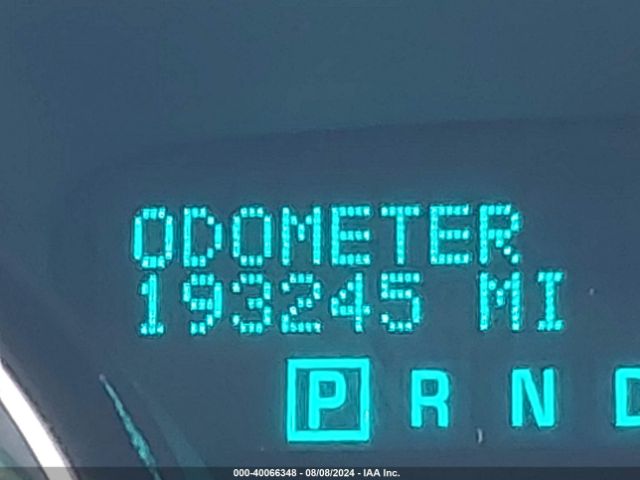 ODOMETER
193245 MI
P R N D
000-40066348 - 08/08/2024 - IAA Inc.